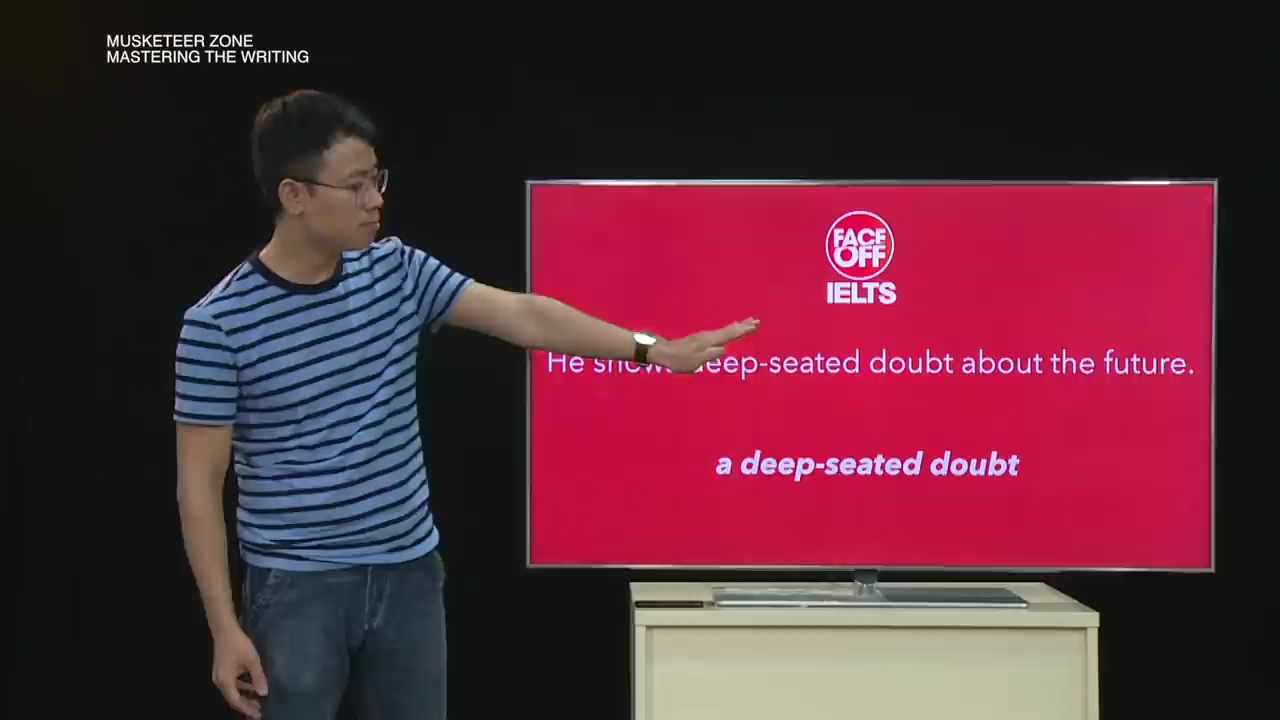 MUSKETEER ZONE
MASTERING THE WRITING
FACE
OFF
IELTS
He deep-seated doubt about the future.
a deep-seated doubt